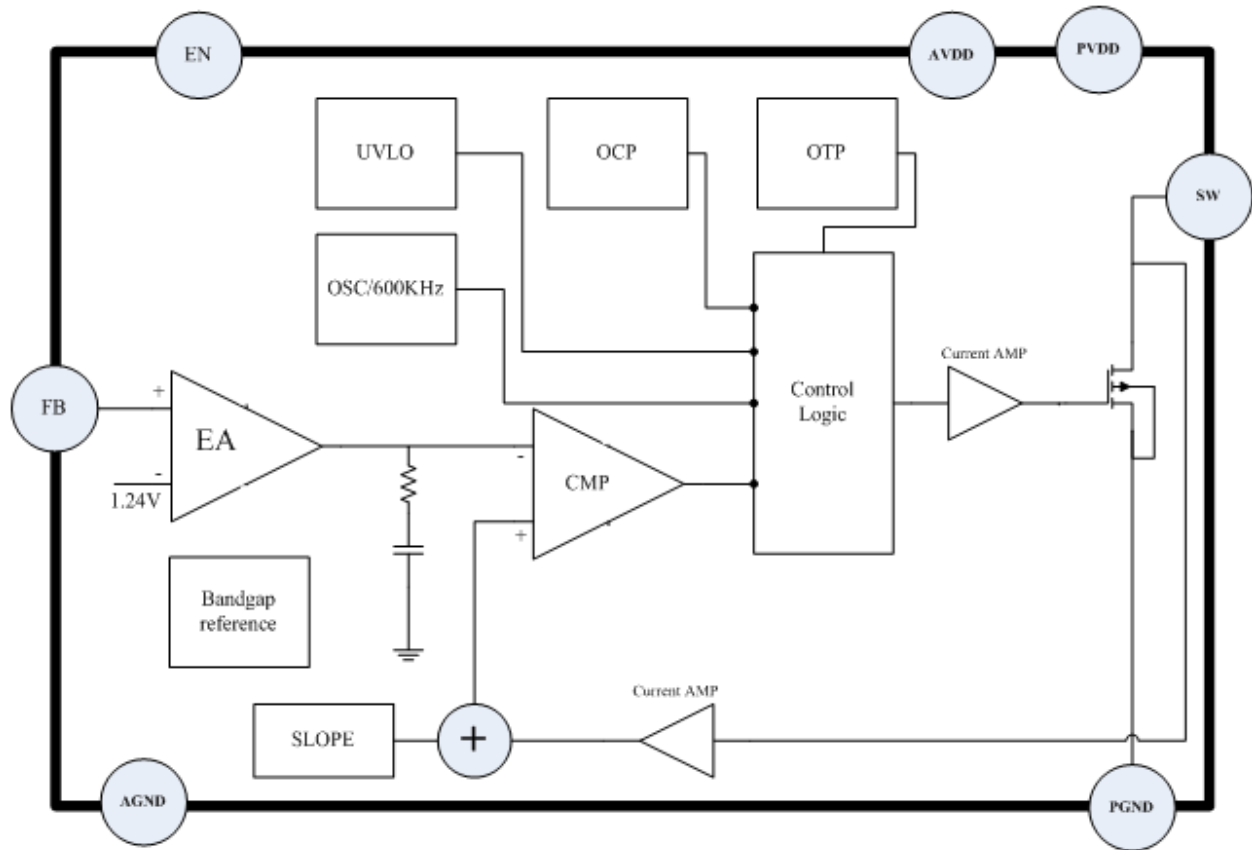 EN
AVDD
PVDD
UVLO
OCP
OTP
SW
OSC/600KHz
Current AMP
Control
Logic
FB
+
EA
-
1.24V
-
CMP
+
Bandgap
reference
Current AMP
SLOPE
+
AGND
PGND